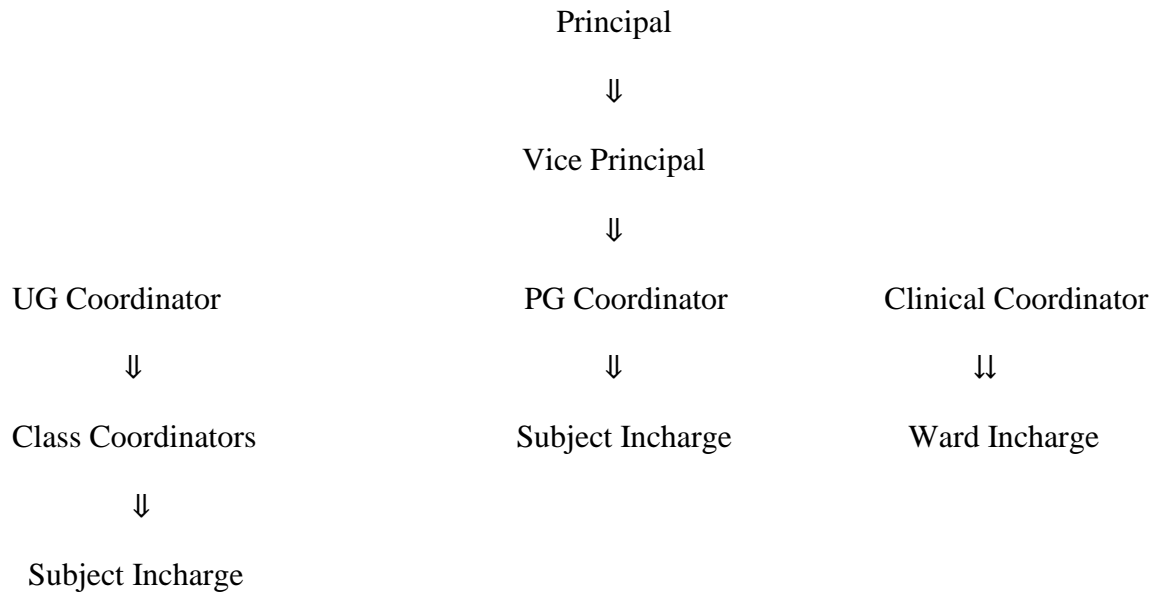 Principal
⇓
Vice Principal
⇓
UG Coordinator PG Coordinator Clinical Coordinator
⇓ ⇓ ⇊
Class Coordinators Subject Incharge Ward Incharge
⇓
Subject Incharge